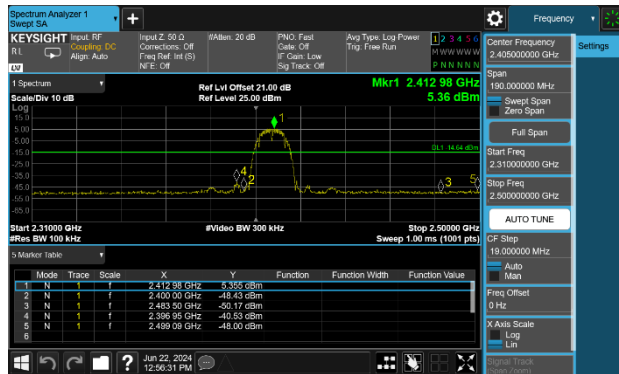 Spectrum Analyzer 1
Swept SA
+
Frequency
KEYSIGHT
RL
LXI
Input: RF
Coupling: DC
Align: Auto
Input Z: 50 Ω
Corrections: Off
Freq Ref: Int (S)
NFE: Off
#Atten: 20 dB
PNO: Fast
Gate: Off
IF Gain: Low
Sig Track: Off
Avg Type: Log-Power
Trig: Free Run
1 2 3 4 5 6
M W W W W W
P N N N N N
1 Spectrum
Scale/Div 10 dB
Log
Ref Lvl Offset 21.00 dB
Ref Level 25.00 dBm
Mkr1 2.412 98 GHz
5.36 dBm
15.0
5.00
-5.00
-15.0
-25.0
-35.0
-45.0
-55.0
-65.0
1
DL1 -14.64 dBm
4
2
3
5
Start 2.31000 GHz
#Res BW 100 kHz
#Video BW 300 kHz
Stop 2.50000 GHz
Sweep 1.00 ms (1001 pts)
5 Marker Table
Mode Trace Scale X Y Function Function Width Function Value
1 N 1 f 2.412 98 GHz 5.355 dBm
2 N 1 f 2.400 00 GHz -48.43 dBm
3 N 1 f 2.483 50 GHz -50.17 dBm
4 N 1 f 2.396 95 GHz -40.53 dBm
5 N 1 f 2.499 09 GHz -48.00 dBm
6
?
Jun 22, 2024
12:56:31 PM
Center Frequency
2.405000000 GHz
Settings
Span
190.000000 MHz
Swept Span
Zero Span
Full Span
Start Freq
2.310000000 GHz
Stop Freq
2.500000000 GHz
AUTO TUNE
CF Step
19.000000 MHz
Auto
Man
Freq Offset
0 Hz
X Axis Scale
Log
Lin
Signal Track
(Span Zoom)